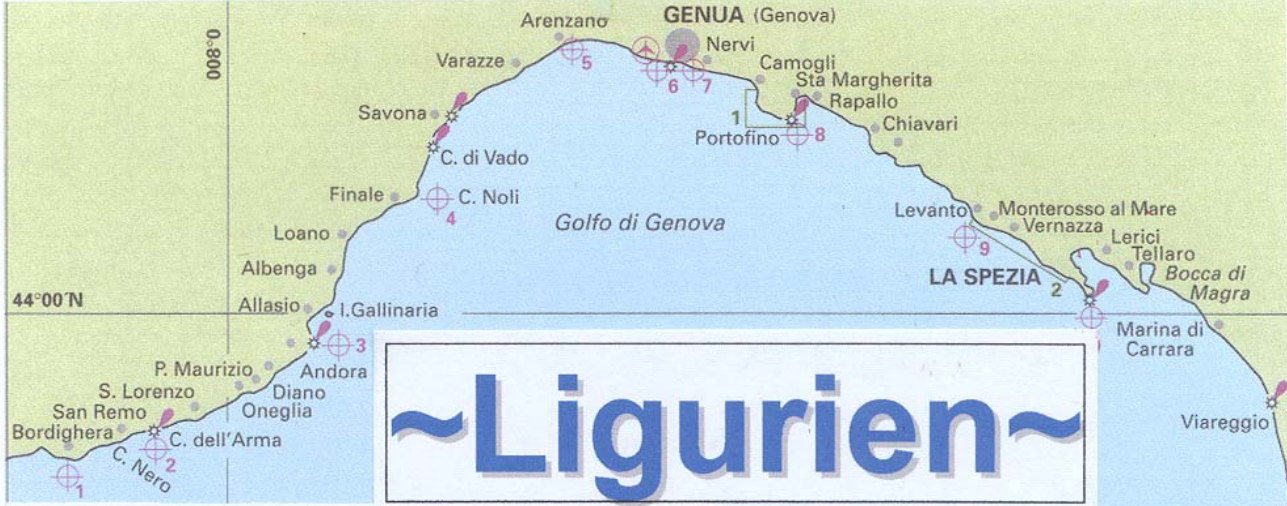 GENUA (Genova)
Arenzano
Nervi
008°0
5
Varazze
6
7
Camogli
Sta Margherita
Rapallo
1
Savona
Portofino
8
Chiavari
C. di Vado
Finale
C. Noli
4
Levanto
Monterosso al Mare
Golfo di Genova
Vernazza
Loano
9
Lerici
Tellaro
Albenga
LA SPEZIA
2
Bocca di
Magra
44°00'N
Allasio
I.Gallinaria
Marina di
Carrara
3
Andora
P. Maurizio
Diano
S. Lorenzo
Oneglia
San Remo
Bordighera
C. dell'Arma
C. Nero
2
1
Viareggio
~Ligurien~